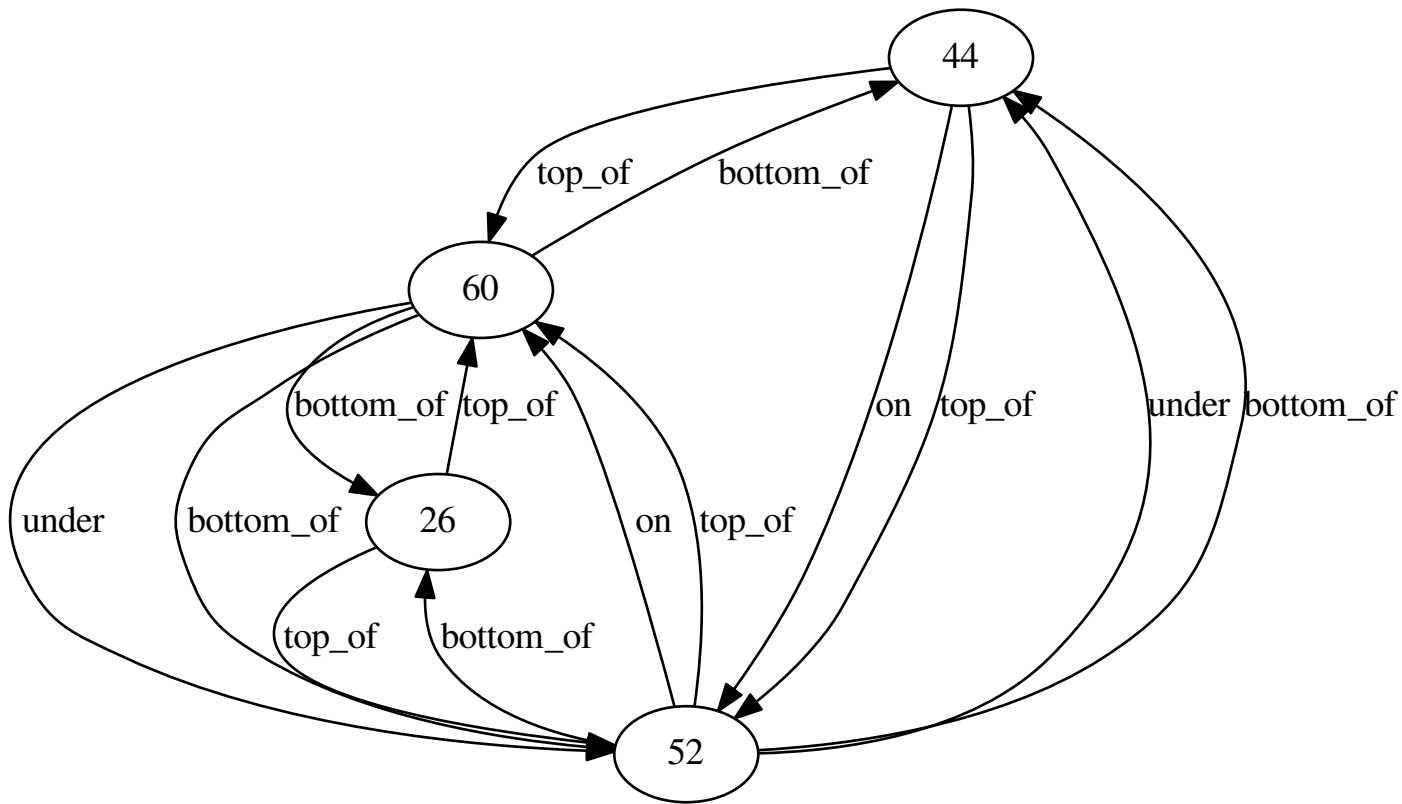 44
top_of
bottom_of
60
bottom_of
top_of
on
top_of
under
bottom_of
under
bottom_of
26
on
top_of
top_of
bottom_of
52